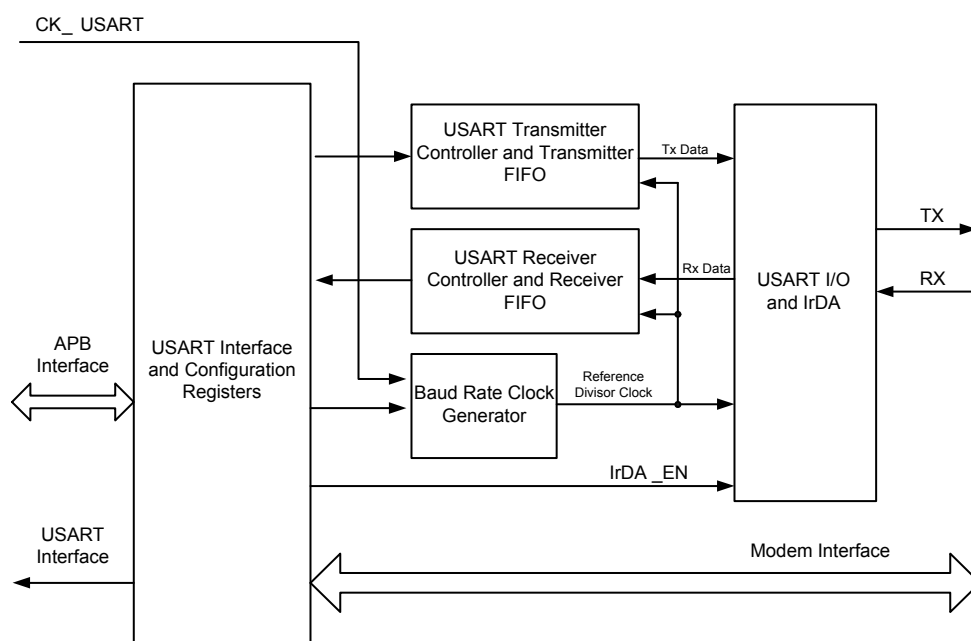 CK_ USART
USART Transmitter
Controller and Transmitter
FIFO
Tx Data
TX
USART Receiver
Controller and Receiver
FIFO
Rx Data
USART I/O
and IrDA
RX
APB
Interface
USART Interface
and Configuration
Registers
Baud Rate Clock
Generator
Reference
Divisor Clock
IrDA _EN
USART
Interface
Modem Interface